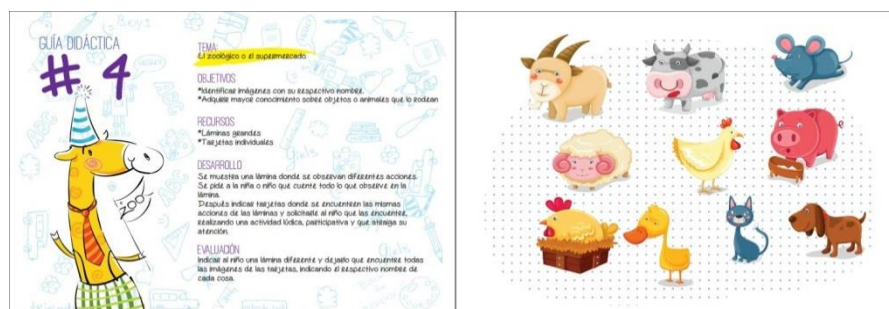 GUÍA DIDÁCTICA
# 4
ZOO
TEMA:
El zoológico o el supermercado
OBJETIVOS
*Identificar imágenes con su respectivo nombre.
*Adquirir mayor conocimiento sobre objetos o animales que lo rodean
RECURSOS
*Láminas grandes
*Tarjetas individuales
DESARROLLO
Se muestra una lámina donde se observan diferentes acciones.
Se pide a la niña o niño que cuente todo lo que observe en la
lámina.
Después indicar tarjetas donde se encuentren las mismas
acciones de las láminas y solicitarle al niño que las encuentre,
realizando una actividad lúdica, participativa y que atraiga su
atención.
EVALUACIÓN
Indicar al niño una lámina diferente y dejarlo que encuentre todas
las imágenes de las tarjetas, indicando el respectivo nombre de
cada cosa.